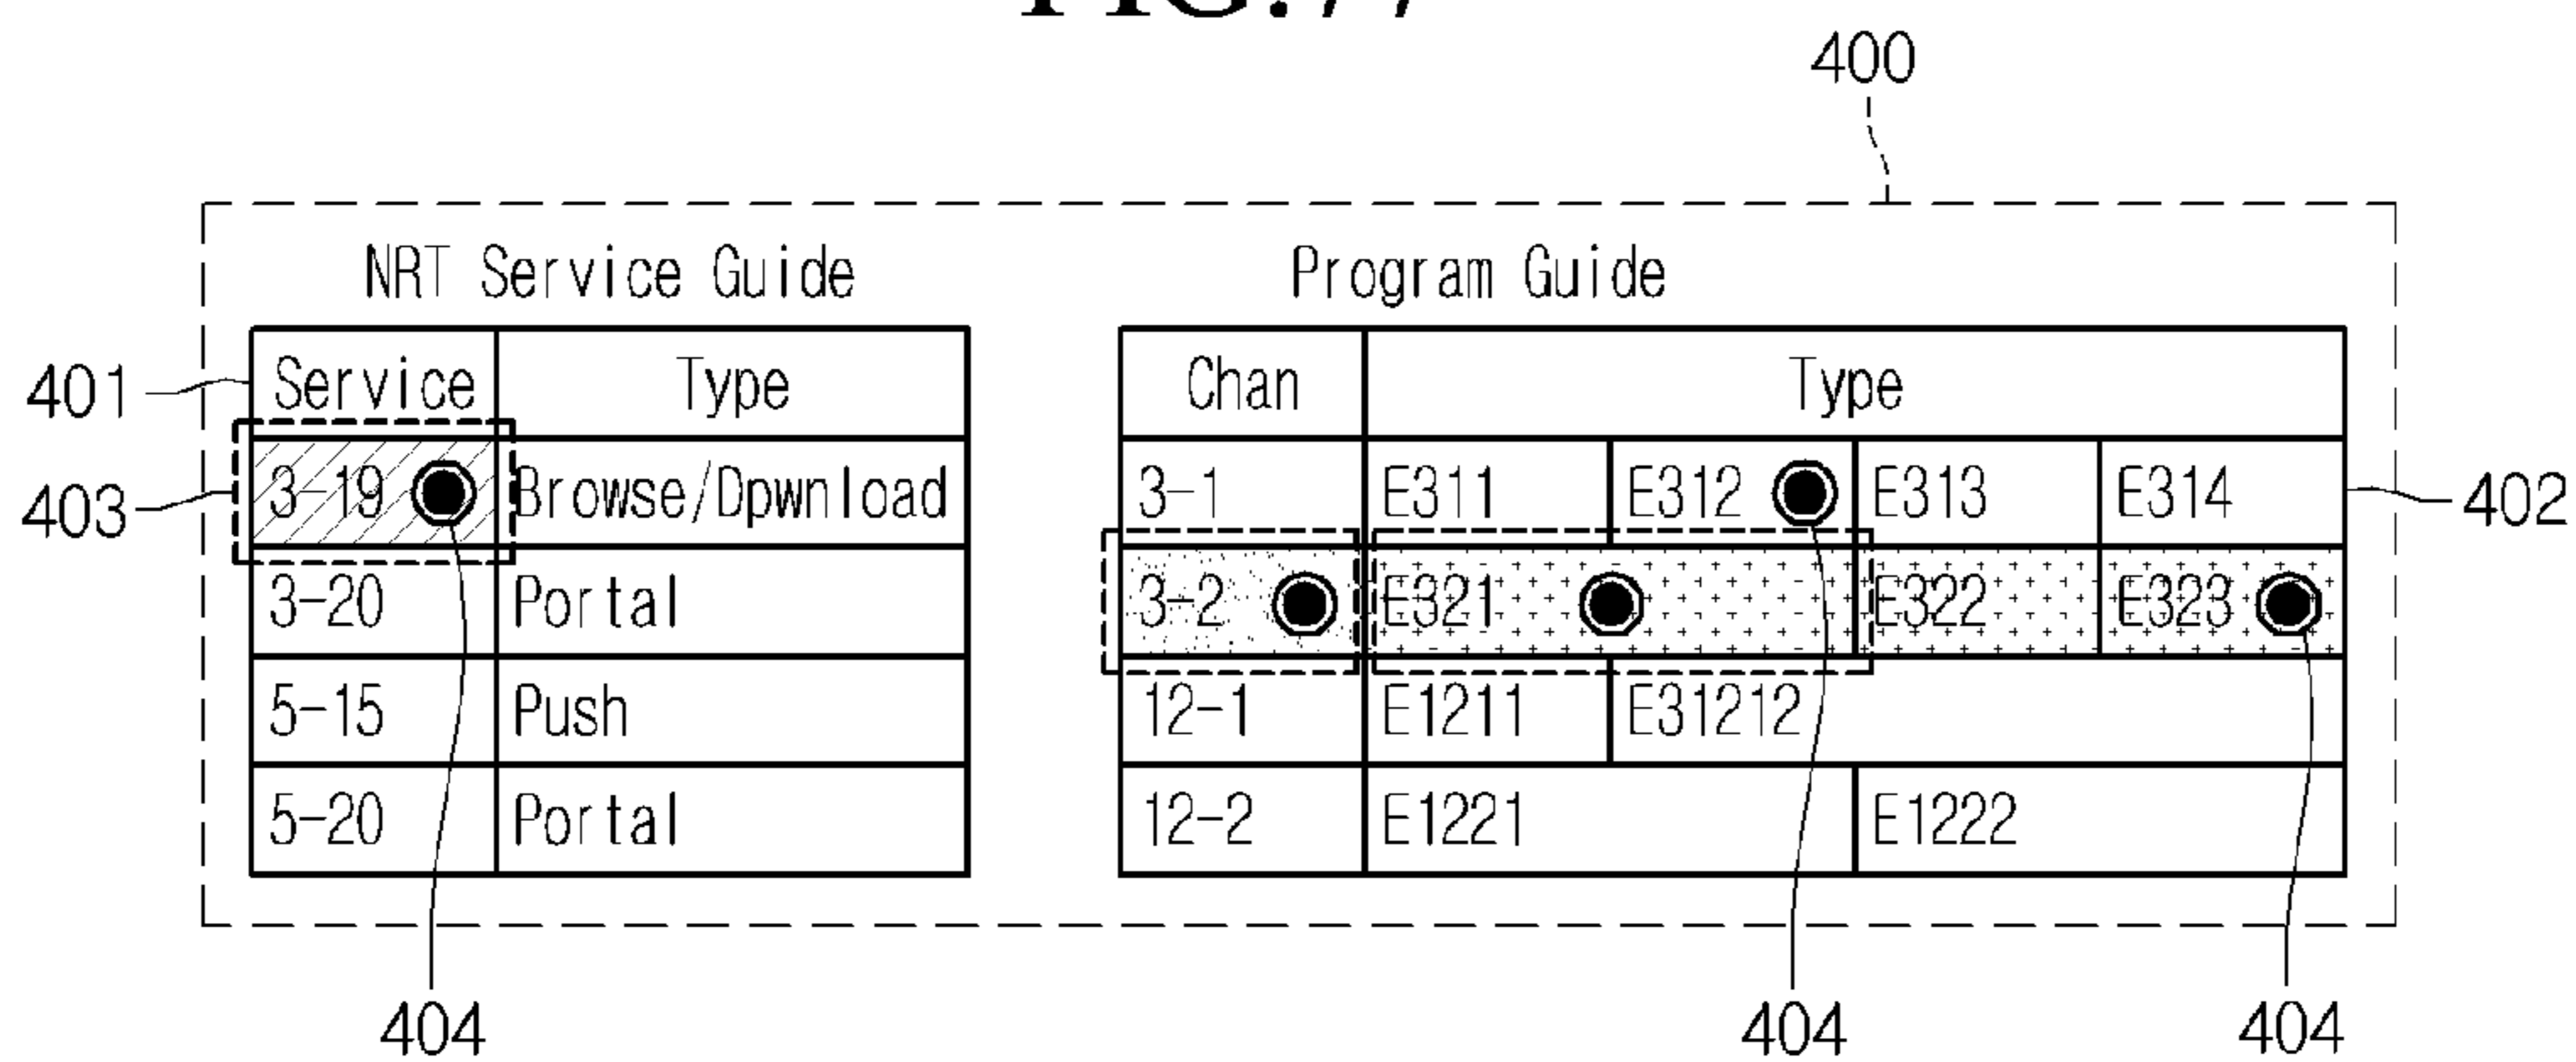 FIG. 77
400
NRT Service Guide Program Guide
401 Service Type Chan Type
403 3-19 Browse/Dpwnload 3-1 E311 E312 E313 E314 402
3-20 Portal 3-2 E321 E322 E323
5-15 Push 12-1 E1211 E31212
5-20 Portal 12-2 E1221 E1222
404 404 404